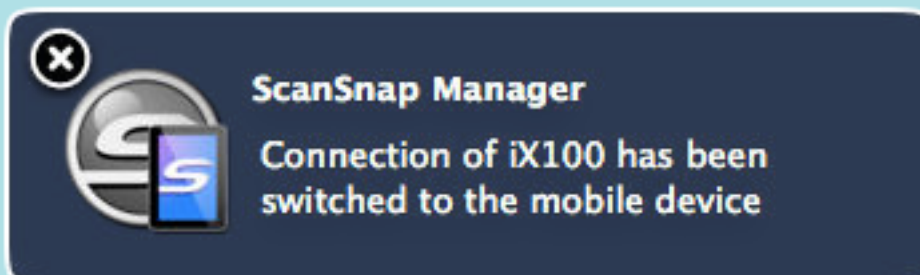 ScanSnap Manager
Connection of iX100 has been
switched to the mobile device